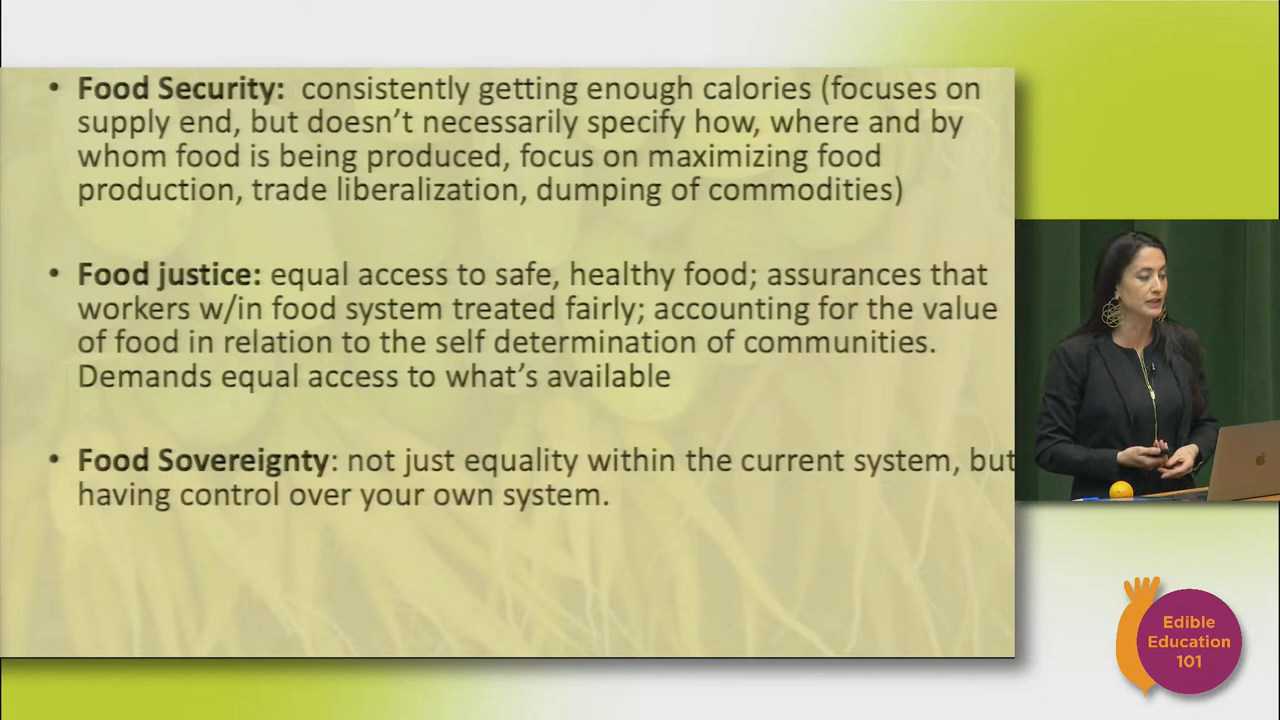 • Food Security: consistently getting enough calories (focuses on
supply end, but doesn't necessarily specify how, where and by
whom food is being produced, focus on maximizing food
production, trade liberalization, dumping of commodities)
• Food justice: equal access to safe, healthy food; assurances that
workers w/in food system treated fairly; accounting for the value
of food in relation to the self determination of communities.
Demands equal access to what's available
• Food Sovereignty: not just equality within the current system, but
having control over your own system.
Edible
Education
101